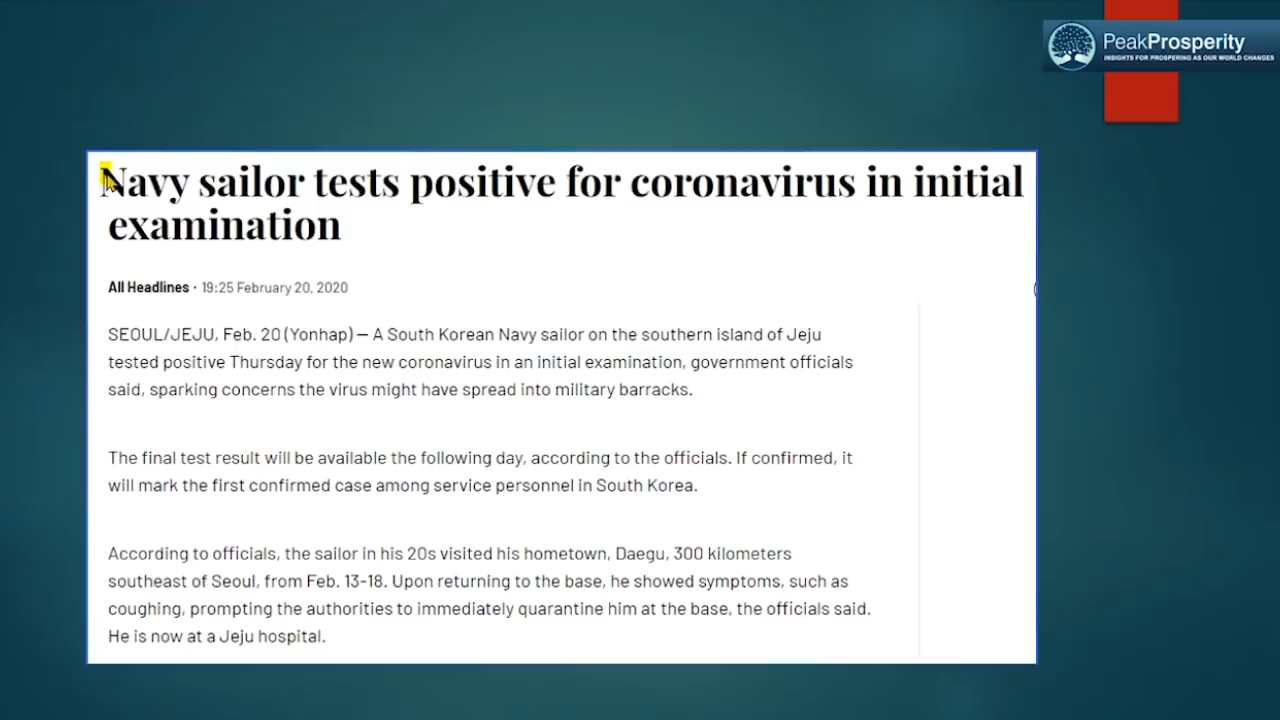 PeakProsperity
INSIGHTS FOR PROSPERING AS OUR WORLD CHANGES
Navy sailor tests positive for coronavirus in initial
examination
All Headlines · 19:25 February 20, 2020
SEOUL/JEJU, Feb. 20 (Yonhap) — A South Korean Navy sailor on the southern island of Jeju
tested positive Thursday for the new coronavirus in an initial examination, government officials
said, sparking concerns the virus might have spread into military barracks.
The final test result will be available the following day, according to the officials. If confirmed, it
will mark the first confirmed case among service personnel in South Korea.
According to officials, the sailor in his 20s visited his hometown, Daegu, 300 kilometers
southeast of Seoul, from Feb. 13-18. Upon returning to the base, he showed symptoms, such as
coughing, prompting the authorities to immediately quarantine him at the base, the officials said.
He is now at a Jeju hospital.